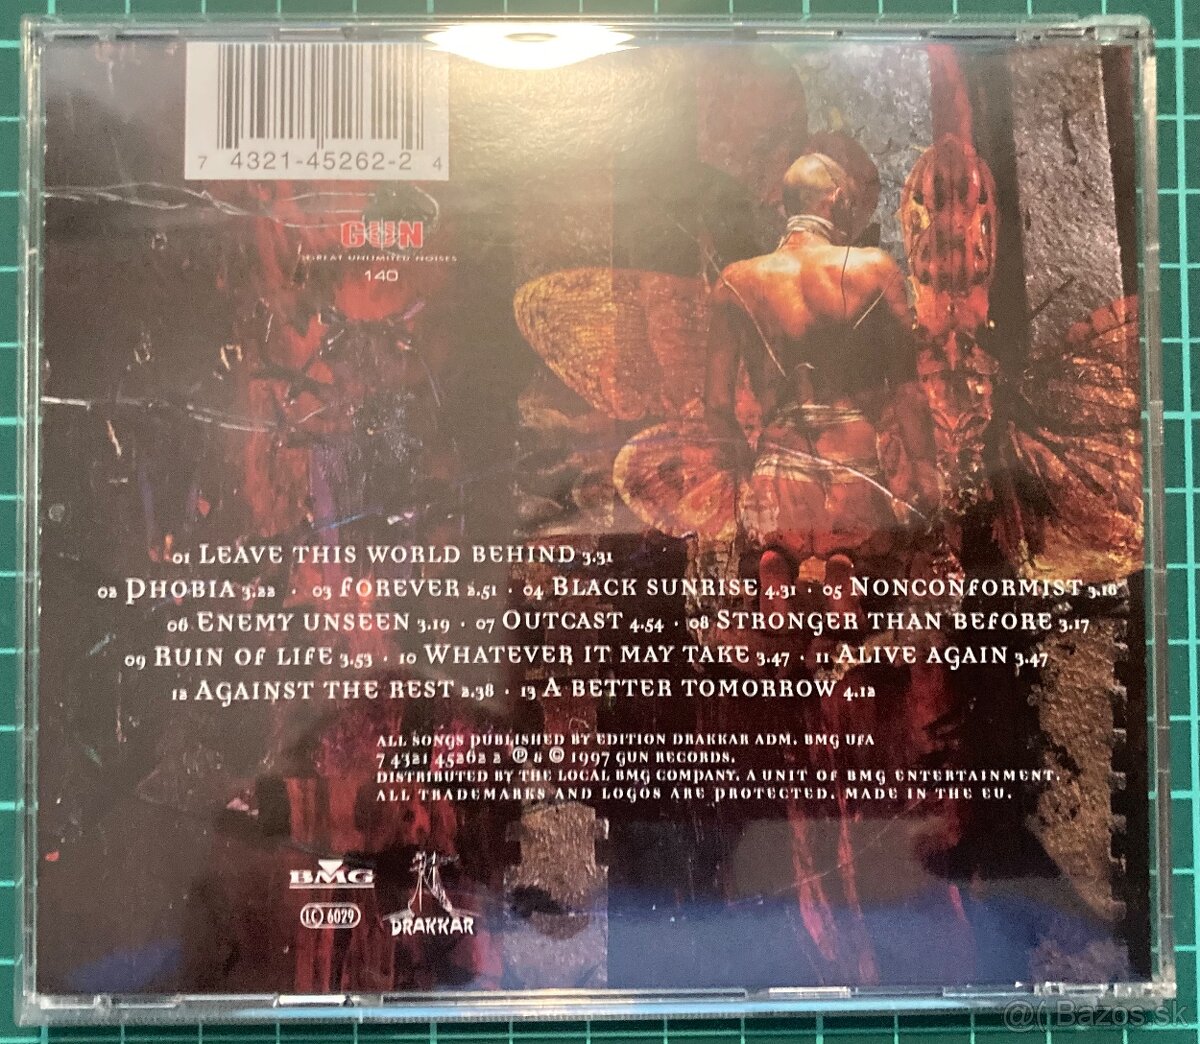 7 4321-45262-2 4
GUN
GREAT UNLIMITED NOISES
140
01 LEAVE THIS WORLD BEHIND 3.31
02 PHOBIA 3.22 · 03 FOREVER 2.51 · 04 BLACK SUNRISE 4.31 · 05 NONCONFORMIST 3.16
06 ENEMY UNSEEN 3.19 · 07 OUTCAST 4.54 · 08 STRONGER THAN BEFORE 3.17
09 RUIN OF LIFE 3.53 · 10 WHATEVER IT MAY TAKE 3.47 · 11 ALIVE AGAIN 3.47
12 AGAINST THE REST 2.38 · 13 A BETTER TOMORROW 4.12
ALL SONGS PUBLISHED BY EDITION DRAKKAR ADM. BMG UFA
7 4321 45262 2 ℗ & © 1997 GUN RECORDS.
DISTRIBUTED BY THE LOCAL BMG COMPANY. A UNIT OF BMG ENTERTAINMENT.
ALL TRADEMARKS AND LOGOS ARE PROTECTED. MADE IN THE EU.
BMG
LC 6029
DRAKKAR
Bazos.sk